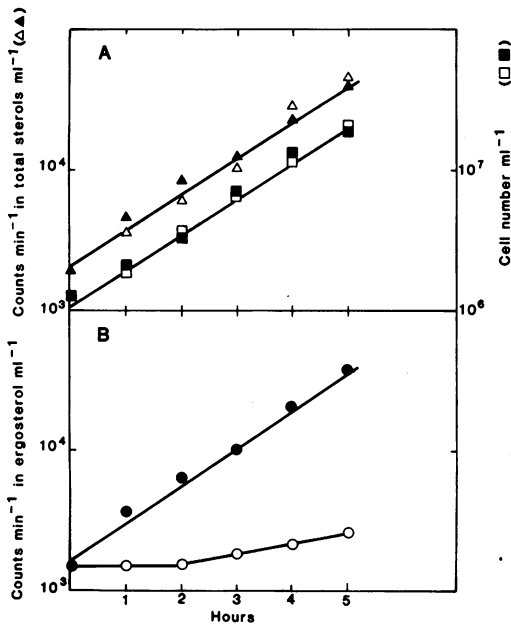 A
Counts min⁻¹ in total sterols ml⁻¹(△▲)
10⁴
10³
Cell number ml⁻¹ (□■)
10⁷
10⁶
B
Counts min⁻¹ in ergosterol ml⁻¹
10⁴
10³
1 2 3 4 5
Hours